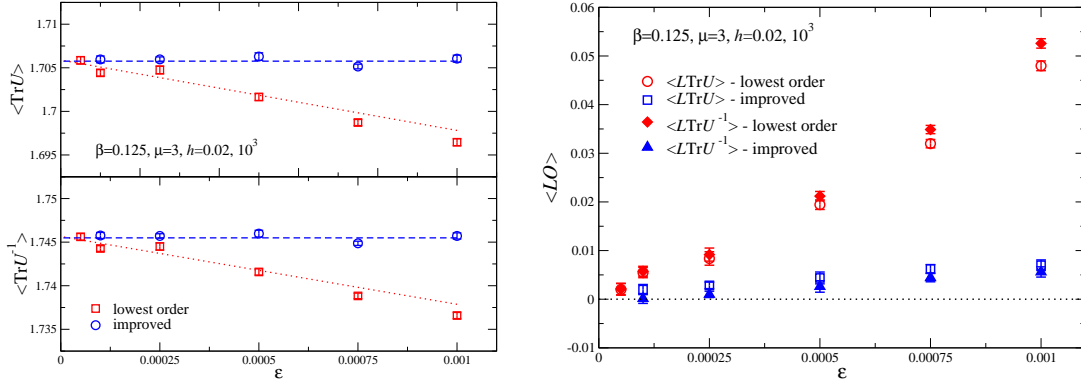 1.71
1.705
1.7
1.695
<TrU>
β=0.125, μ=3, h=0.02, 10³
1.75
1.745
1.74
1.735
<TrU⁻¹>
lowest order
improved
0 0.00025 0.0005 0.00075 0.001
ε
0.06
0.05
0.04
0.03
0.02
0.01
0
-0.01
<LO>
β=0.125, μ=3, h=0.02, 10³
<LTrU> - lowest order
<LTrU> - improved
<LTrU⁻¹> - lowest order
<LTrU⁻¹> - improved
0 0.00025 0.0005 0.00075 0.001
ε